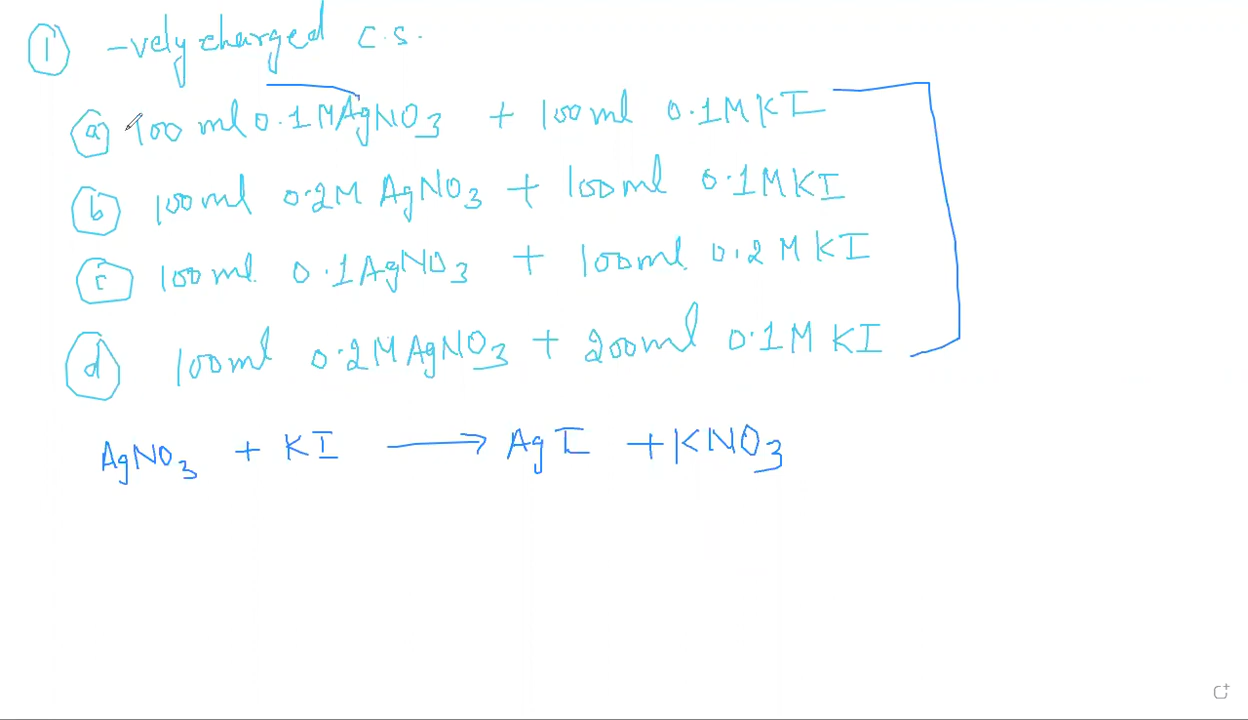 ① -vely charged c.s.
ⓐ 100 ml 0.1 M AgNO3 + 100 ml 0.1 M KI
ⓑ 100 ml 0.2M AgNO3 + 100 ml 0.1 M KI
ⓒ 100 ml. 0.1 AgNO3 + 100 ml. 0.2 M KI
ⓓ 100 ml 0.2 M AgNO3 + 200 ml 0.1 M KI
AgNO3 + KI ⟶ AgI + KNO3